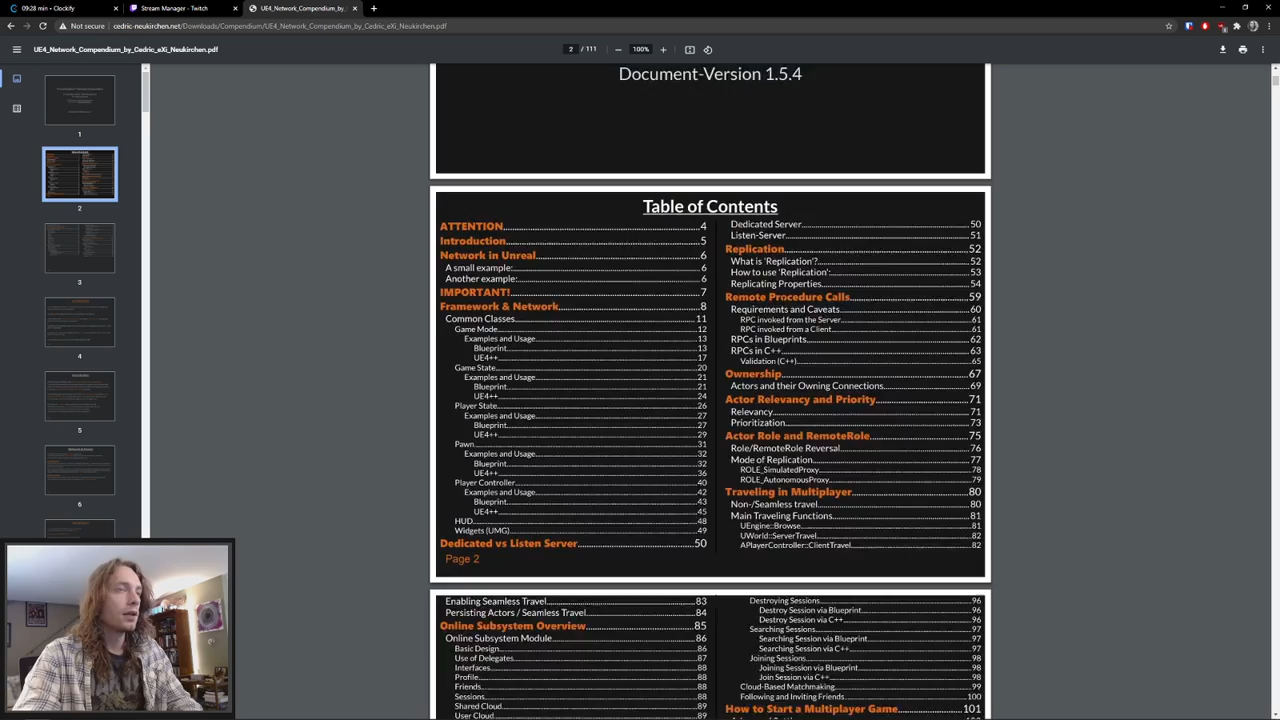 09:28 min • Clockify
Stream Manager - Twitch
UE4_Network_Compendium_by_
Not secure
cedric-neukirchen.net/Downloads/Compendium/UE4_Network_Compendium_by_Cedric_eXi_Neukirchen.pdf
UE4_Network_Compendium_by_Cedric_eXi_Neukirchen.pdf
2 / 111
100%
1
2
3
4
5
6
Document-Version 1.5.4
Table of Contents
ATTENTION 4
Introduction 5
Network in Unreal 6
A small example: 6
Another example: 6
IMPORTANT! 7
Framework & Network 8
Common Classes 11
Game Mode 12
Examples and Usage 13
Blueprint 13
UE4++ 17
Game State 20
Examples and Usage 21
Blueprint 21
UE4++ 24
Player State 26
Examples and Usage 27
Blueprint 27
UE4++ 29
Pawn 31
Examples and Usage 32
Blueprint 32
UE4++ 36
Player Controller 40
Examples and Usage 42
Blueprint 43
UE4++ 45
HUD 48
Widgets (UMG) 49
Dedicated vs Listen Server 50
Page 2
Dedicated Server 50
Listen-Server 51
Replication 52
What is 'Replication'? 52
How to use 'Replication': 53
Replicating Properties 54
Remote Procedure Calls 59
Requirements and Caveats 60
RPC invoked from the Server 61
RPC invoked from a Client 61
RPCs in Blueprints 62
RPCs in C++ 63
Validation (C++) 65
Ownership 67
Actors and their Owning Connections 69
Actor Relevancy and Priority 71
Relevancy 71
Prioritization 73
Actor Role and RemoteRole 75
Role/RemoteRole Reversal 76
Mode of Replication 77
ROLE_SimulatedProxy 78
ROLE_AutonomousProxy 79
Traveling in Multiplayer 80
Non-/Seamless travel 80
Main Traveling Functions 81
UEngine::Browse 81
UWorld::ServerTravel 82
APlayerController::ClientTravel 82
Enabling Seamless Travel 83
Persisting Actors / Seamless Travel 84
Online Subsystem Overview 85
Online Subsystem Module 86
Basic Design 86
Use of Delegates 87
Interfaces 88
Profile 88
Friends 88
Sessions 88
Shared Cloud 89
User Cloud 89
Destroying Sessions 96
Destroy Session via Blueprint 96
Destroy Session via C++ 96
Searching Sessions 97
Searching Session via Blueprint 97
Searching Session via C++ 97
Joining Sessions 98
Joining Session via Blueprint 98
Join Session via C++ 98
Cloud-Based Matchmaking 99
Following and Inviting Friends 100
How to Start a Multiplayer Game 101